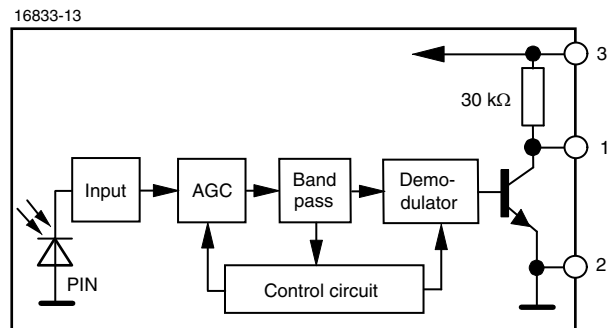 16833-13
3
30 kΩ
1
Input
AGC
Band
pass
Demo-
dulator
2
PIN
Control circuit